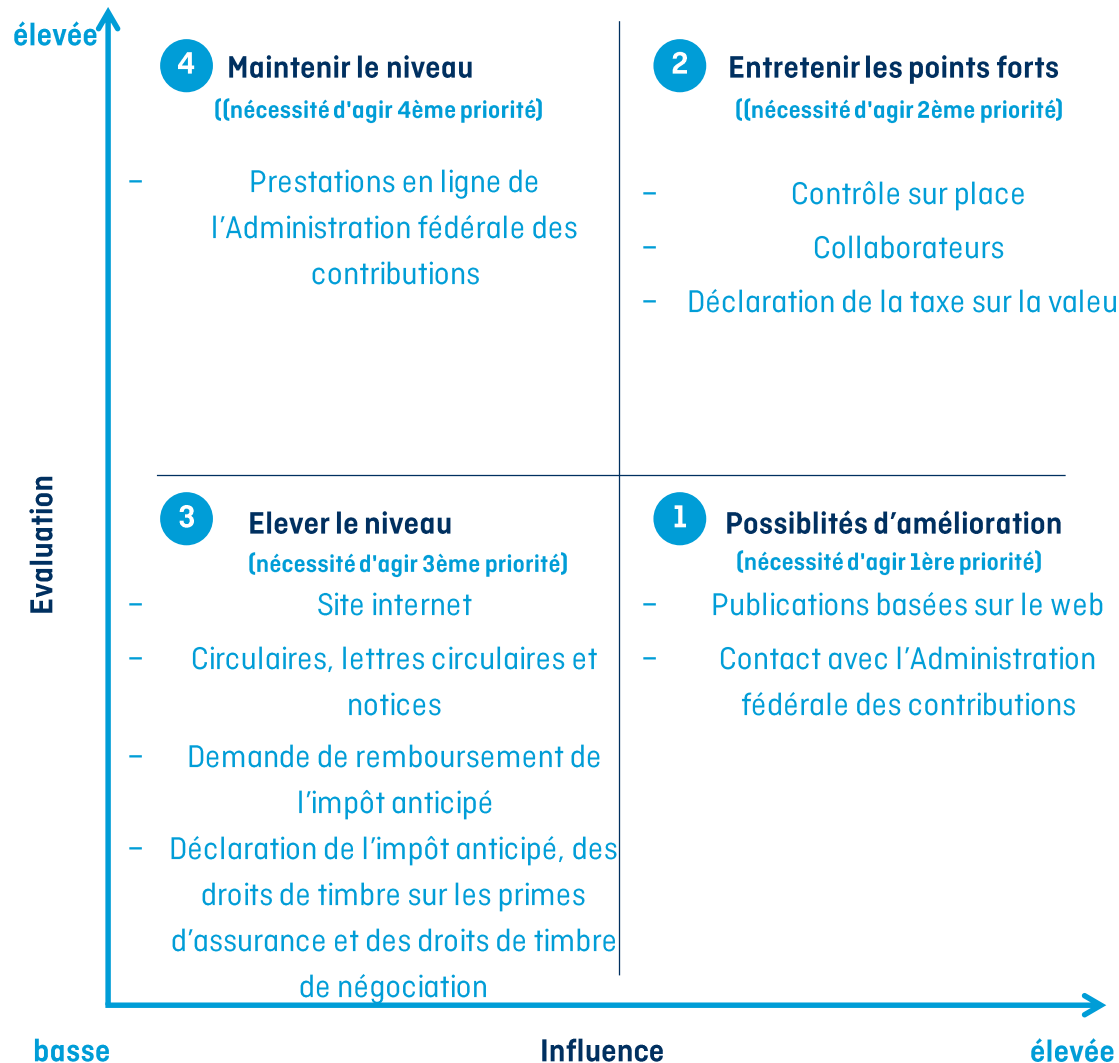 élevée
4 Maintenir le niveau
((nécessité d'agir 4ème priorité)
– Prestations en ligne de
l'Administration fédérale des
contributions
2 Entretenir les points forts
((nécessité d'agir 2ème priorité)
– Contrôle sur place
– Collaborateurs
– Déclaration de la taxe sur la valeu
Evaluation
3 Elever le niveau
(nécessité d'agir 3ème priorité)
– Site internet
– Circulaires, lettres circulaires et
notices
– Demande de remboursement de
l'impôt anticipé
– Déclaration de l'impôt anticipé, des
droits de timbre sur les primes
d'assurance et des droits de timbre
de négociation
1 Possiblités d'amélioration
(nécessité d'agir 1ère priorité)
– Publications basées sur le web
– Contact avec l'Administration
fédérale des contributions
basse
Influence
élevée